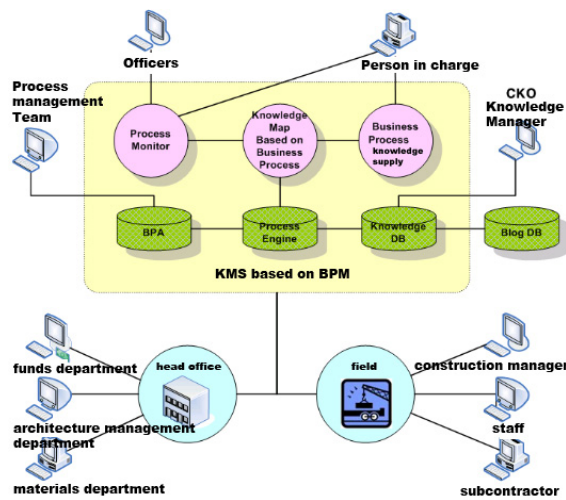 Officers
Person in charge
Process
management
Team
CKO
Knowledge
Manager
Process
Monitor
Knowledge
Map
Based on
Business
Process
Business
Process
knowledge
supply
BPA
Process
Engine
Knowledge
DB
Blog DB
KMS based on BPM
funds department
head office
field
construction manager
architecture management
department
staff
materials department
subcontractor